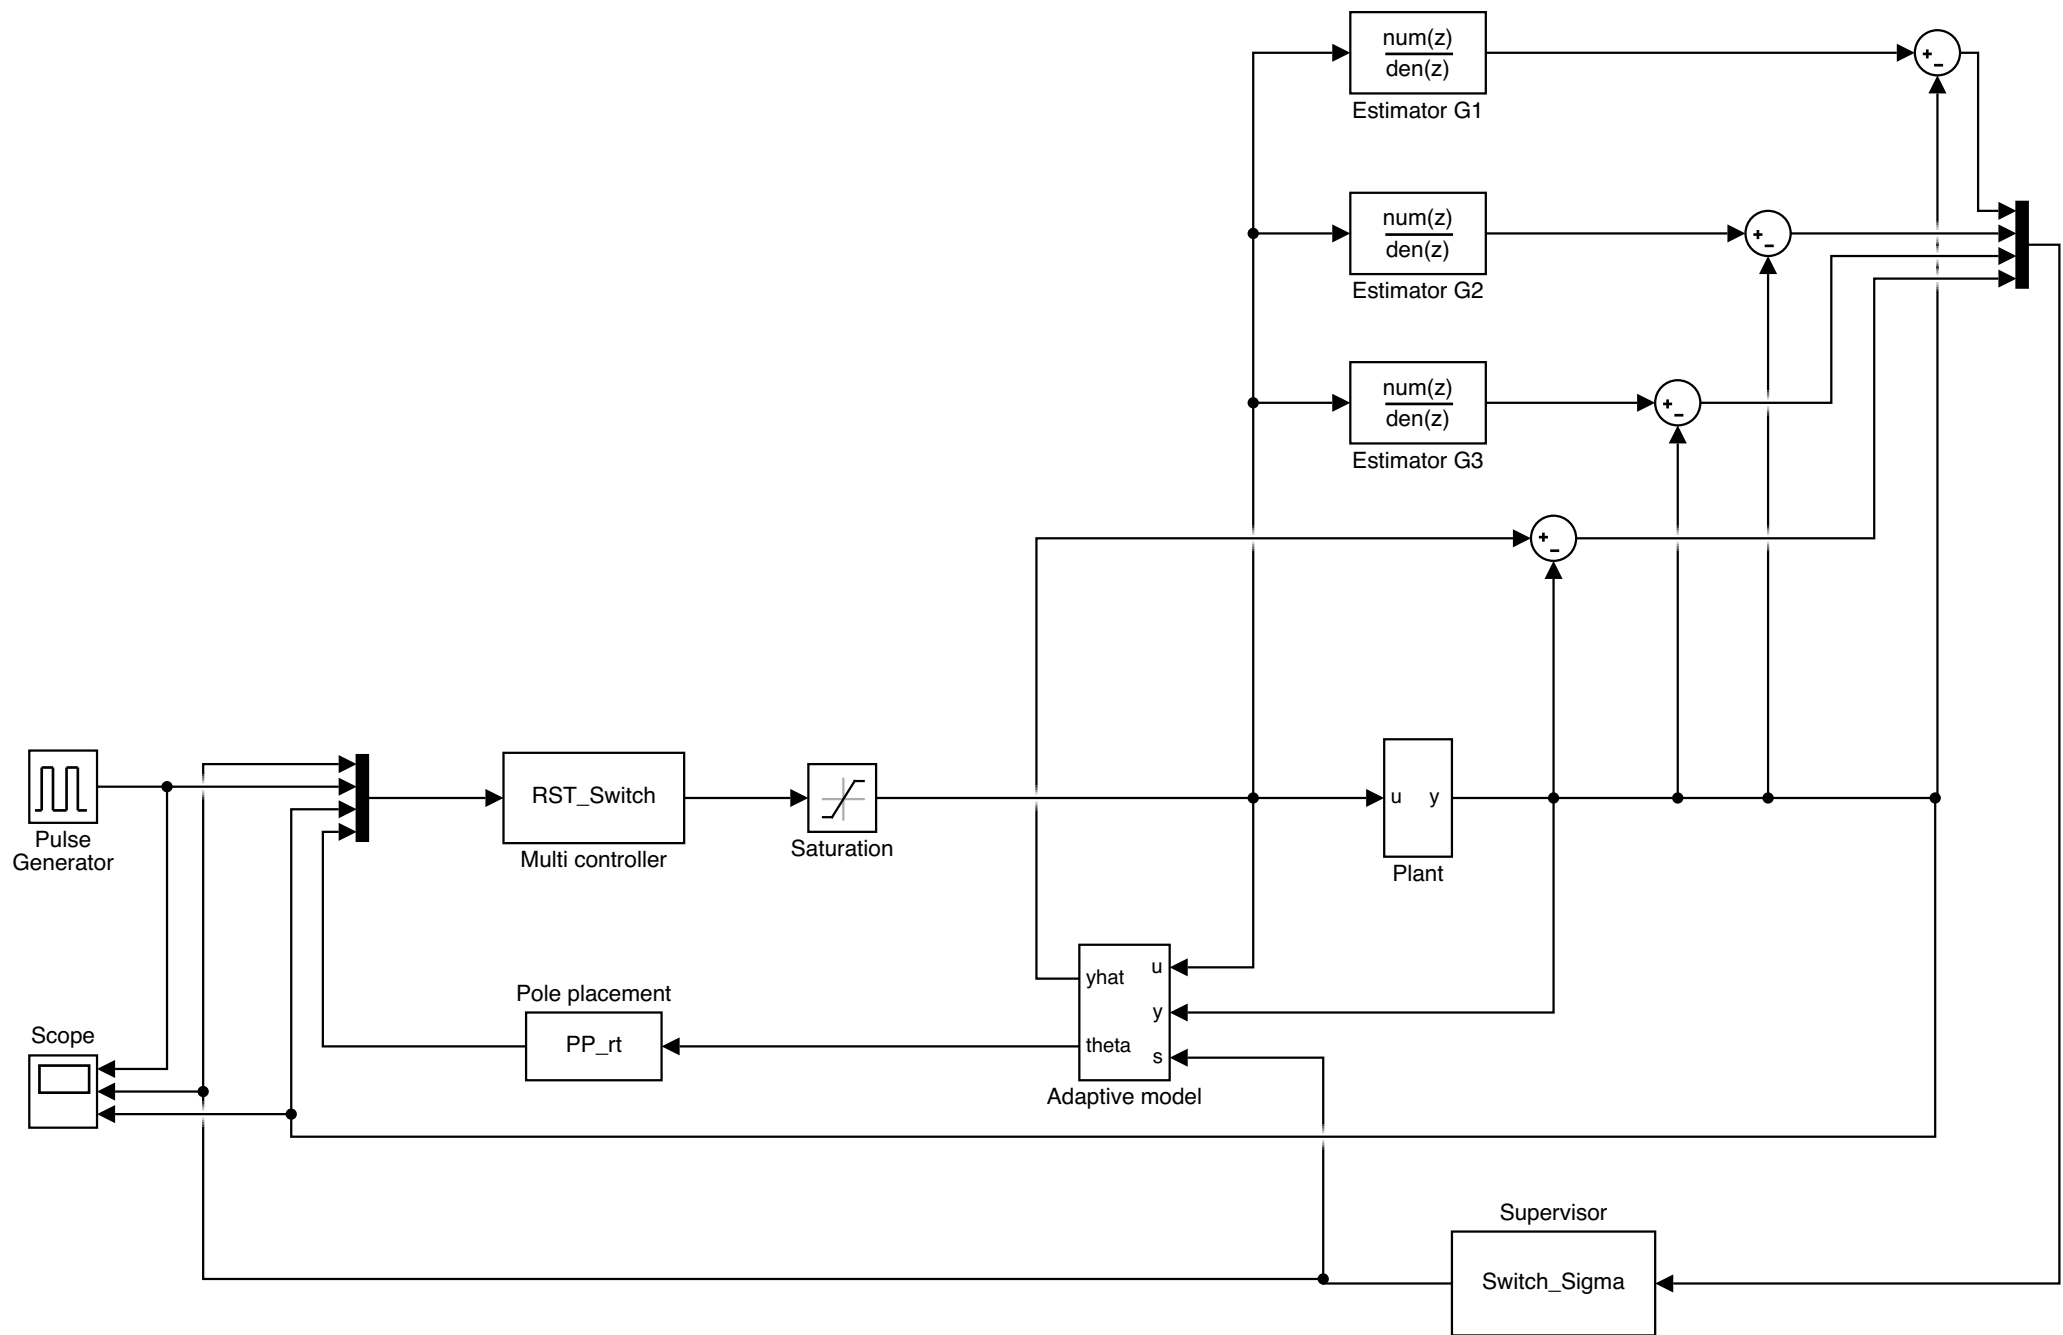 num(z)
den(z)
+
−
Estimator G1
num(z)
den(z)
+
−
Estimator G2
num(z)
den(z)
+
−
Estimator G3
+
−
Pulse
Generator
RST_Switch
Multi controller
Saturation
u y
Plant
Pole placement
PP_rt
yhat
theta
u
y
s
Adaptive model
Scope
Supervisor
Switch_Sigma